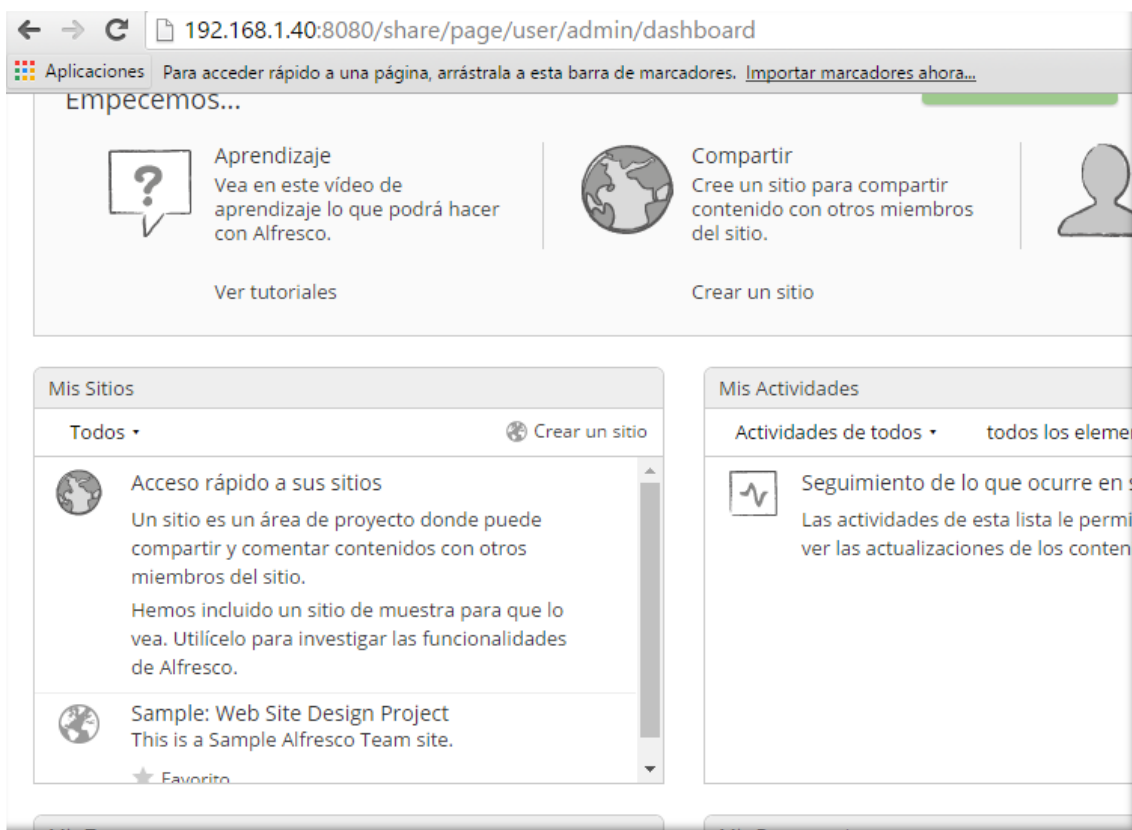 192.168.1.40:8080/share/page/user/admin/dashboard
Aplicaciones Para acceder rápido a una página, arrástrala a esta barra de marcadores. Importar marcadores ahora...
Empecemos...
Aprendizaje
Vea en este vídeo de
aprendizaje lo que podrá hacer
con Alfresco.
Ver tutoriales
Compartir
Cree un sitio para compartir
contenido con otros miembros
del sitio.
Crear un sitio
Mis Sitios
Todos
Crear un sitio
Acceso rápido a sus sitios
Un sitio es un área de proyecto donde puede
compartir y comentar contenidos con otros
miembros del sitio.
Hemos incluido un sitio de muestra para que lo
vea. Utilícelo para investigar las funcionalidades
de Alfresco.
Sample: Web Site Design Project
This is a Sample Alfresco Team site.
Favorito
Mis Actividades
Actividades de todos todos los elemen
Seguimiento de lo que ocurre en s
Las actividades de esta lista le permi
ver las actualizaciones de los conten